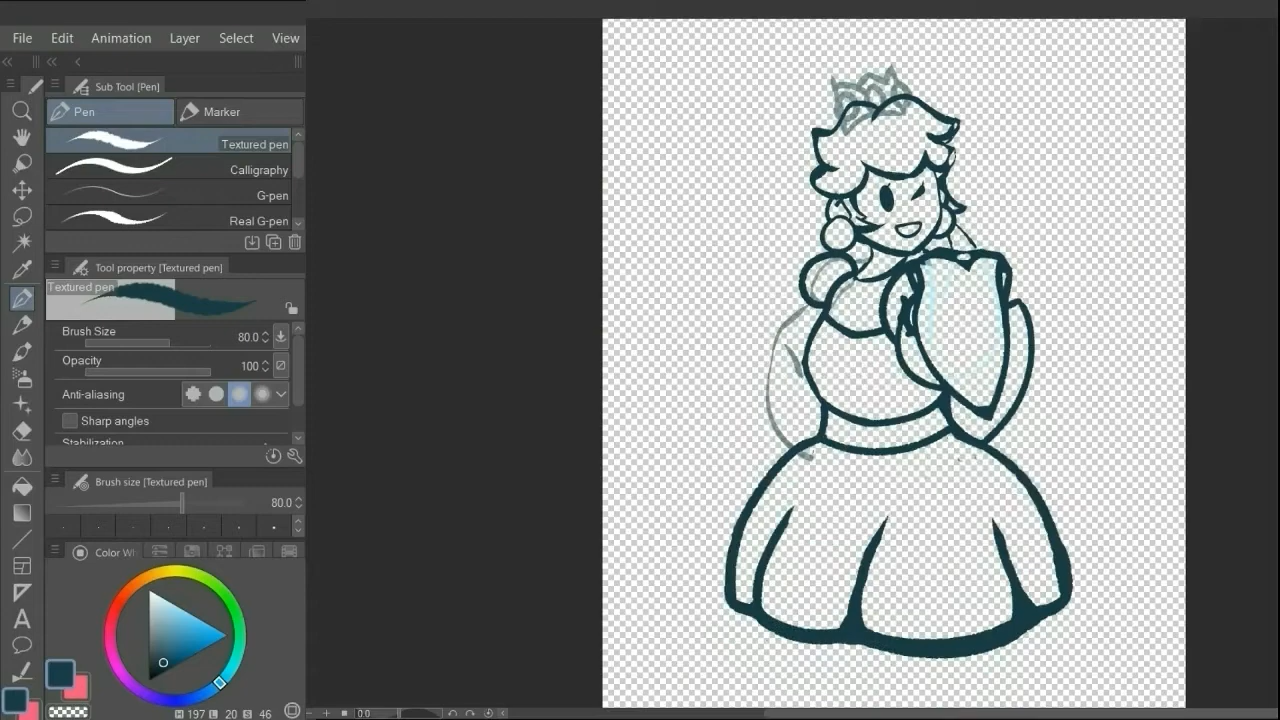 File Edit Animation Layer Select View
Sub Tool [Pen]
Pen Marker
Textured pen
Calligraphy
G-pen
Real G-pen
Tool property [Textured pen]
Textured pen
Brush Size 80.0
Opacity 100
Anti-aliasing
Sharp angles
Stabilization
Brush size [Textured pen]
80.0
Color Wh
H 197 L 20 S 46
0.0